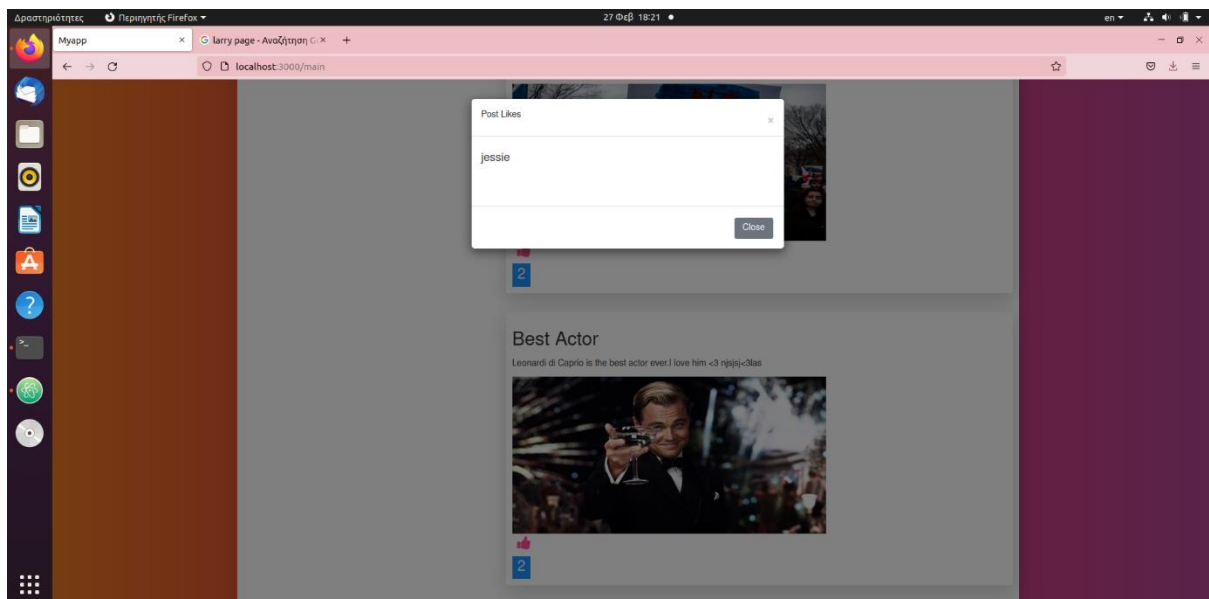 Δραστηριότητες Περιηγητής Firefox 27 Φεβ 18:21 en
Myapp × G larry page - Αναζήτηση G × +
localhost:3000/main
Post Likes ×
jessie
Close
2
Best Actor
Leonardi di Caprio is the best actor ever.I love him <3 njsjsj<3las
2